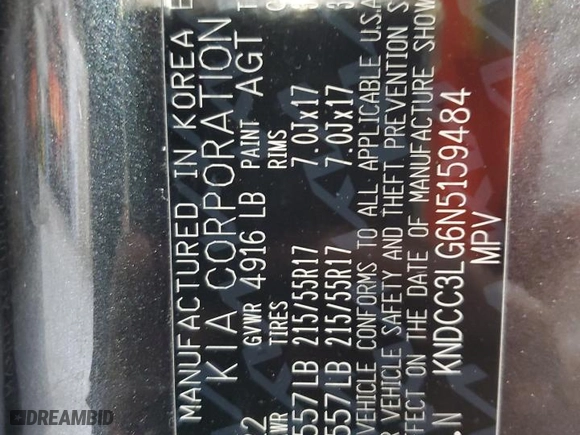 MANUFACTURED IN KOREA
KIA CORPORATION
GVWR 4916 LB PAINT AGT
TIRES RIMS
557LB 215/55R17 7.0Jx17
557LB 215/55R17 7.0Jx17
VEHICLE CONFORMS TO ALL APPLICABLE U.S.A
VEHICLE SAFETY AND THEFT PREVENTION
ON THE DATE OF MANUFACTURE SHOW
KNDCC3LG6N5159484
MPV
DREAMBID